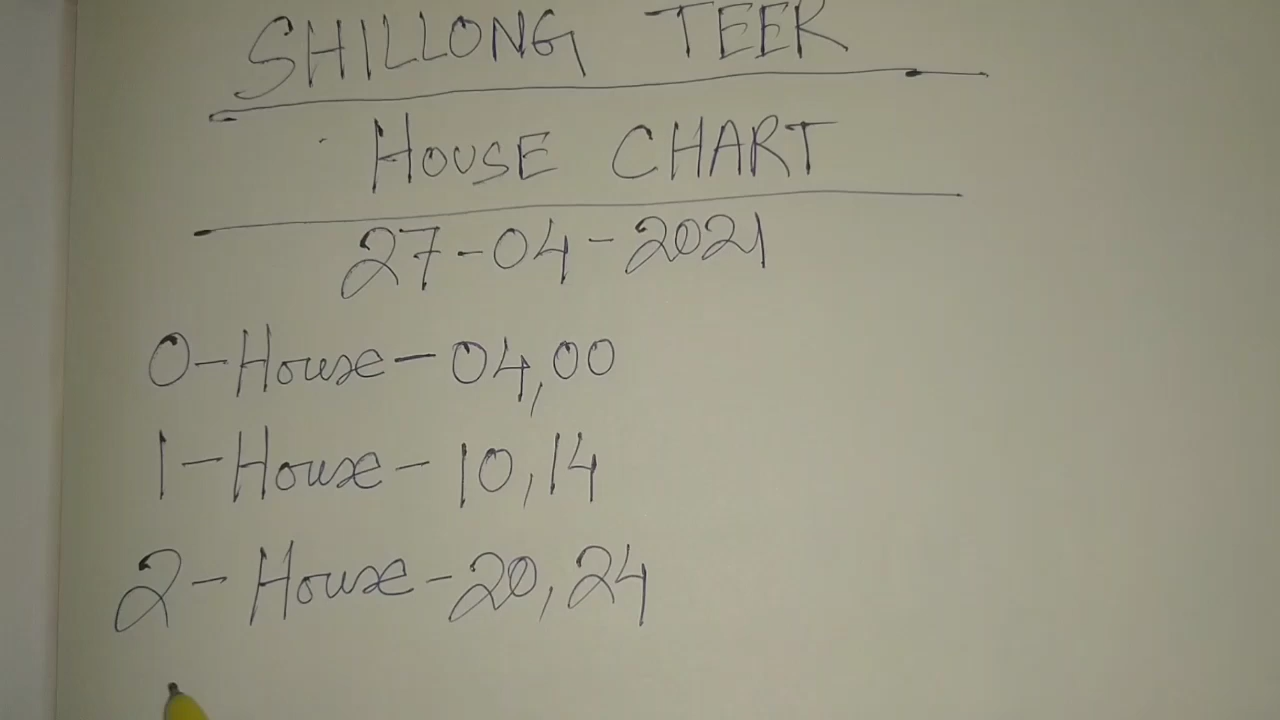 SHILLONG TEER
HOUSE CHART
27-04-2021
0-House-04,00
1-House-10,14
2-House-20,24